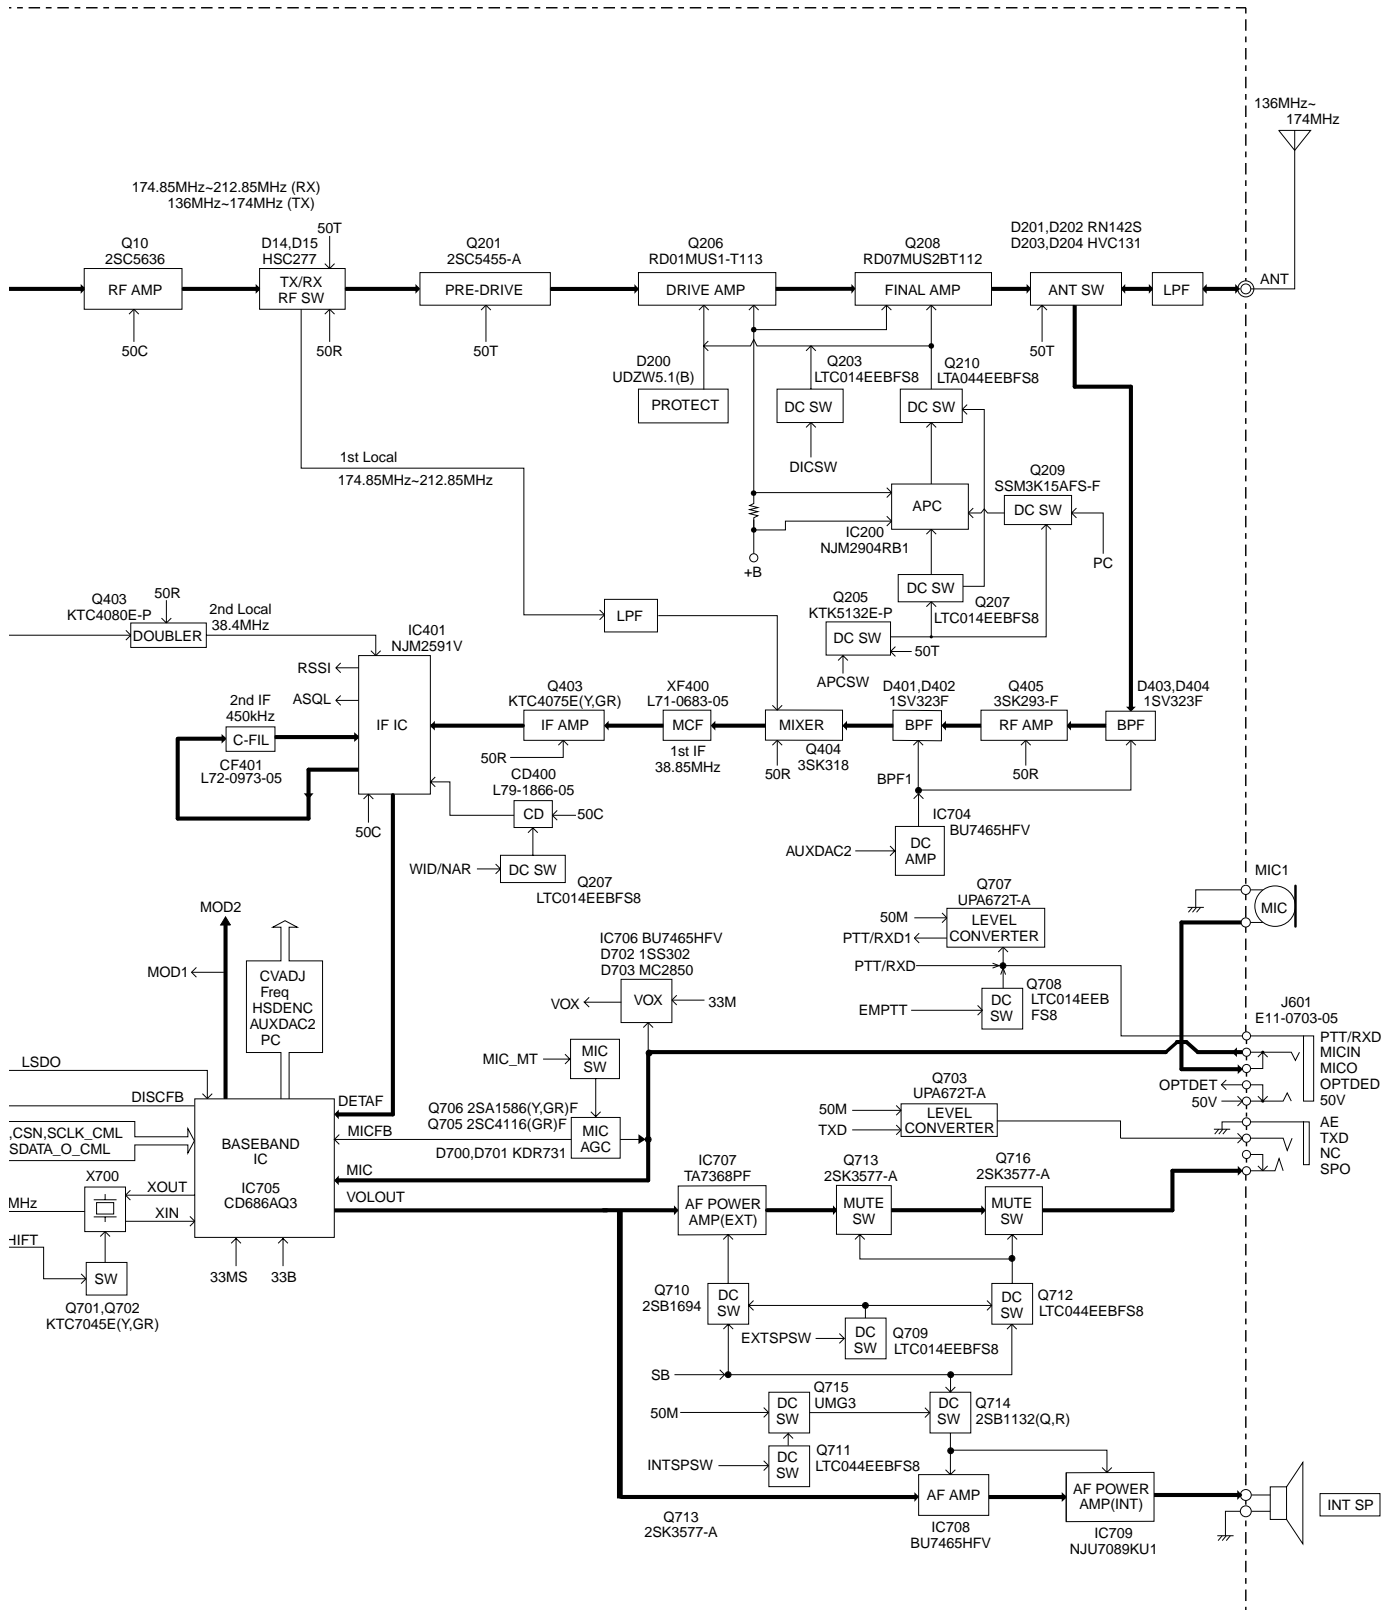 136MHz~
174MHz
174.85MHz~212.85MHz (RX)
136MHz~174MHz (TX)
50T
Q10
2SC5636
RF AMP
50C
D14,D15
HSC277
TX/RX
RF SW
50R
Q201
2SC5455-A
PRE-DRIVE
50T
Q206
RD01MUS1-T113
DRIVE AMP
Q208
RD07MUS2BT112
FINAL AMP
D201,D202 RN142S
D203,D204 HVC131
ANT SW
50T
LPF
ANT
D200
UDZW5.1(B)
PROTECT
Q203
LTC014EEBFS8
DC SW
DICSW
Q210
LTA044EEBFS8
DC SW
1st Local
174.85MHz~212.85MHz
Q209
SSM3K15AFS-F
DC SW
PC
APC
IC200
NJM2904RB1
+B
DC SW
Q207
LTC014EEBFS8
Q205
KTK5132E-P
DC SW
50T
APCSW
LPF
Q403
KTC4080E-P
50R
DOUBLER
2nd Local
38.4MHz
IC401
NJM2591V
IF IC
RSSI
ASQL
50C
2nd IF
450kHz
C-FIL
CF401
L72-0973-05
Q403
KTC4075E(Y,GR)
IF AMP
50R
XF400
L71-0683-05
MCF
1st IF
38.85MHz
MIXER
Q404
3SK318
50R
D401,D402
1SV323F
BPF
Q405
3SK293-F
RF AMP
50R
D403,D404
1SV323F
BPF
BPF1
IC704
BU7465HFV
DC
AMP
AUXDAC2
CD400
L79-1866-05
CD
50C
WID/NAR
DC SW
Q207
LTC014EEBFS8
MIC1
MIC
Q707
UPA672T-A
LEVEL
CONVERTER
50M
PTT/RXD1
PTT/RXD
EMPTT
DC
SW
Q708
LTC014EEB
FS8
MOD2
MOD1
CVADJ
Freq
HSDENC
AUXDAC2
PC
IC706 BU7465HFV
D702 1SS302
D703 MC2850
VOX
VOX
33M
MIC_MT
MIC
SW
J601
E11-0703-05
PTT/RXD
MICIN
MICO
OPTDED
50V
OPTDET
50V
AE
TXD
NC
SPO
LSDO
DISCFB
,CSN,SCLK_CML
SDATA_O_CML
DETAF
MICFB
MIC
VOLOUT
BASEBAND
IC
IC705
CD686AQ3
33MS
33B
Q706 2SA1586(Y,GR)F
Q705 2SC4116(GR)F
MIC
AGC
D700,D701 KDR731
Q703
UPA672T-A
LEVEL
CONVERTER
50M
TXD
X700
XOUT
XIN
MHz
HIFT
SW
Q701,Q702
KTC7045E(Y,GR)
IC707
TA7368PF
AF POWER
AMP(EXT)
Q713
2SK3577-A
MUTE
SW
Q716
2SK3577-A
MUTE
SW
Q710
2SB1694
DC
SW
EXTSPSW
DC
SW
Q709
LTC014EEBFS8
DC
SW
Q712
LTC044EEBFS8
SB
50M
DC
SW
Q715
UMG3
DC
SW
Q714
2SB1132(Q,R)
INTSPSW
DC
SW
Q711
LTC044EEBFS8
Q713
2SK3577-A
AF AMP
IC708
BU7465HFV
AF POWER
AMP(INT)
IC709
NJU7089KU1
INT SP